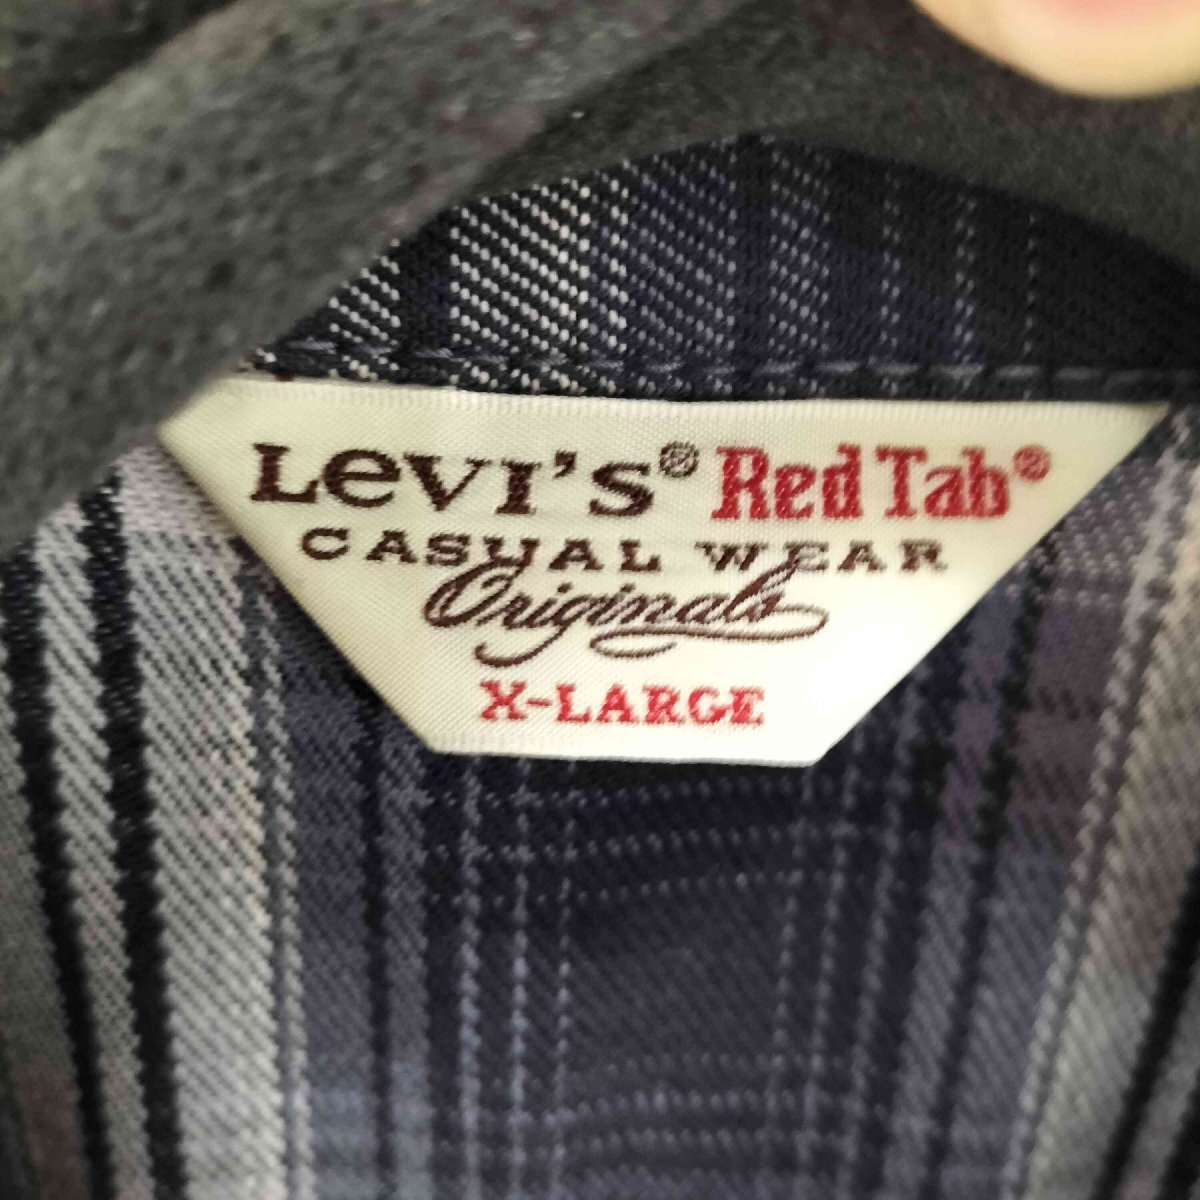 Levi's® Red Tab®
CASUAL WEAR
Originals
X-LARGE